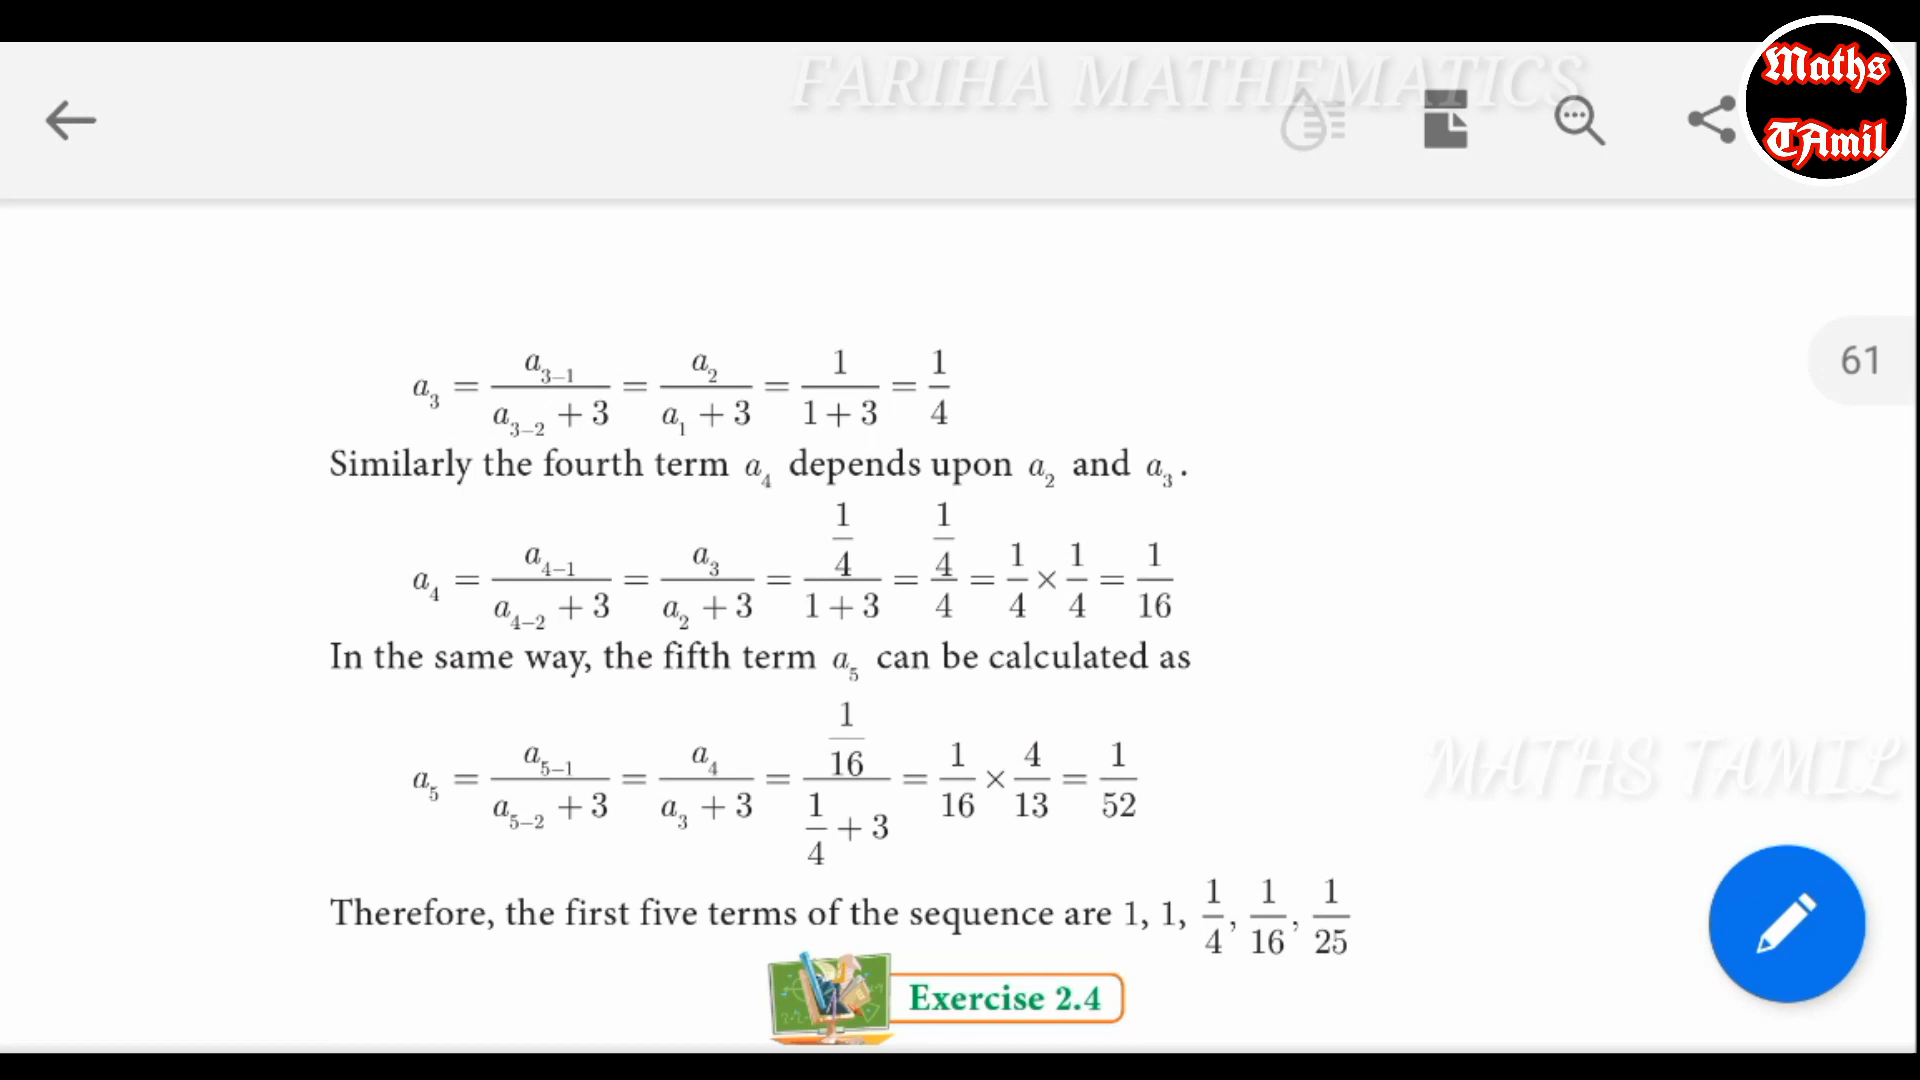 FARIHA MATHEMATICS
Maths
TAmil
61
a₃ = a₃₋₁/(a₃₋₂ + 3) = a₂/(a₁ + 3) = 1/(1 + 3) = 1/4
Similarly the fourth term a₄ depends upon a₂ and a₃.
a₄ = a₄₋₁/(a₄₋₂ + 3) = a₃/(a₂ + 3) = (1/4)/(1 + 3) = (1/4)/4 = 1/4 × 1/4 = 1/16
In the same way, the fifth term a₅ can be calculated as
a₅ = a₅₋₁/(a₅₋₂ + 3) = a₄/(a₃ + 3) = (1/16)/(1/4 + 3) = 1/16 × 4/13 = 1/52
MATHS TAMIL
Therefore, the first five terms of the sequence are 1, 1, 1/4, 1/16, 1/25
Exercise 2.4